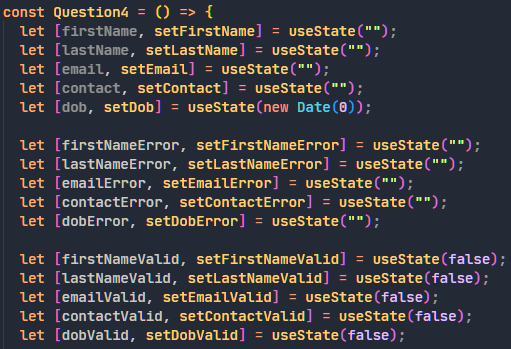 const Question4 = () => {
let [firstName, setFirstName] = useState("");
let [lastName, setLastName] = useState("");
let [email, setEmail] = useState("");
let [contact, setContact] = useState("");
let [dob, setDob] = useState(new Date(0));
let [firstNameError, setFirstNameError] = useState("");
let [lastNameError, setLastNameError] = useState("");
let [emailError, setEmailError] = useState("");
let [contactError, setContactError] = useState("");
let [dobError, setDobError] = useState("");
let [firstNameValid, setFirstNameValid] = useState(false);
let [lastNameValid, setLastNameValid] = useState(false);
let [emailValid, setEmailValid] = useState(false);
let [contactValid, setContactValid] = useState(false);
let [dobValid, setDobValid] = useState(false);